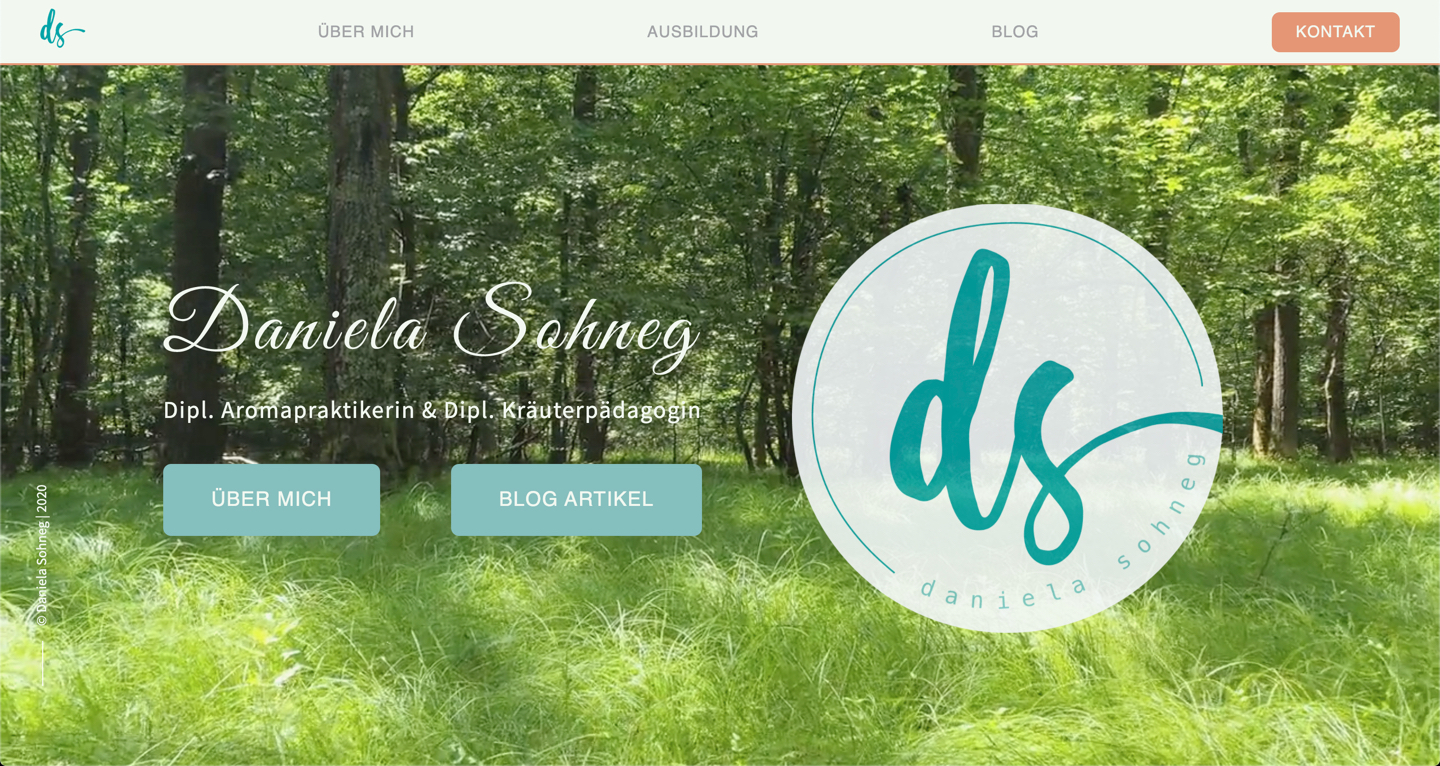 ds
ÜBER MICH
AUSBILDUNG
BLOG
KONTAKT
Daniela Sohneg
Dipl. Aromapraktikerin & Dipl. Kräuterpädagogin
ÜBER MICH
BLOG ARTIKEL
ds
daniela sohneg
© Daniela Sohneg | 2020